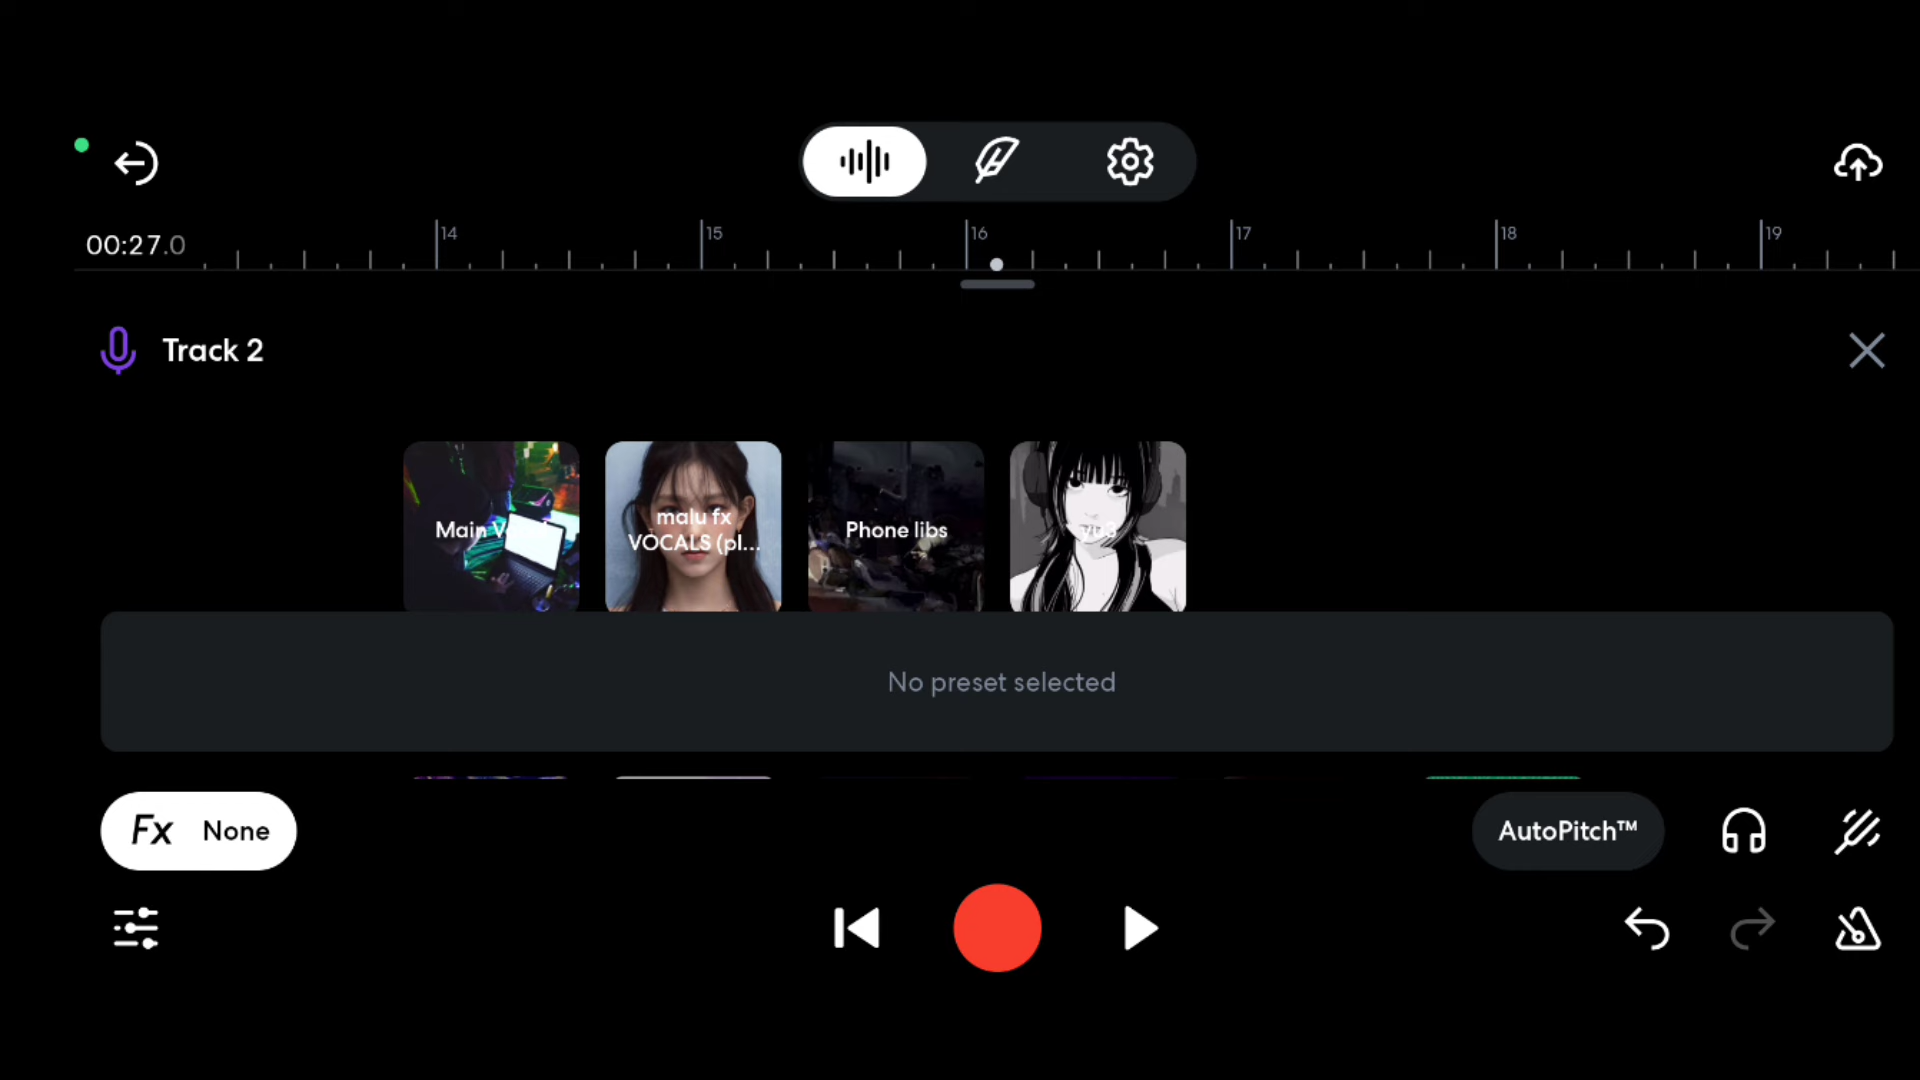 00:27.0
14
15
16
17
18
19
Track 2
Main
malu fx
VOCALS (pl...
Phone libs
yu3
No preset selected
Fx None
AutoPitch™